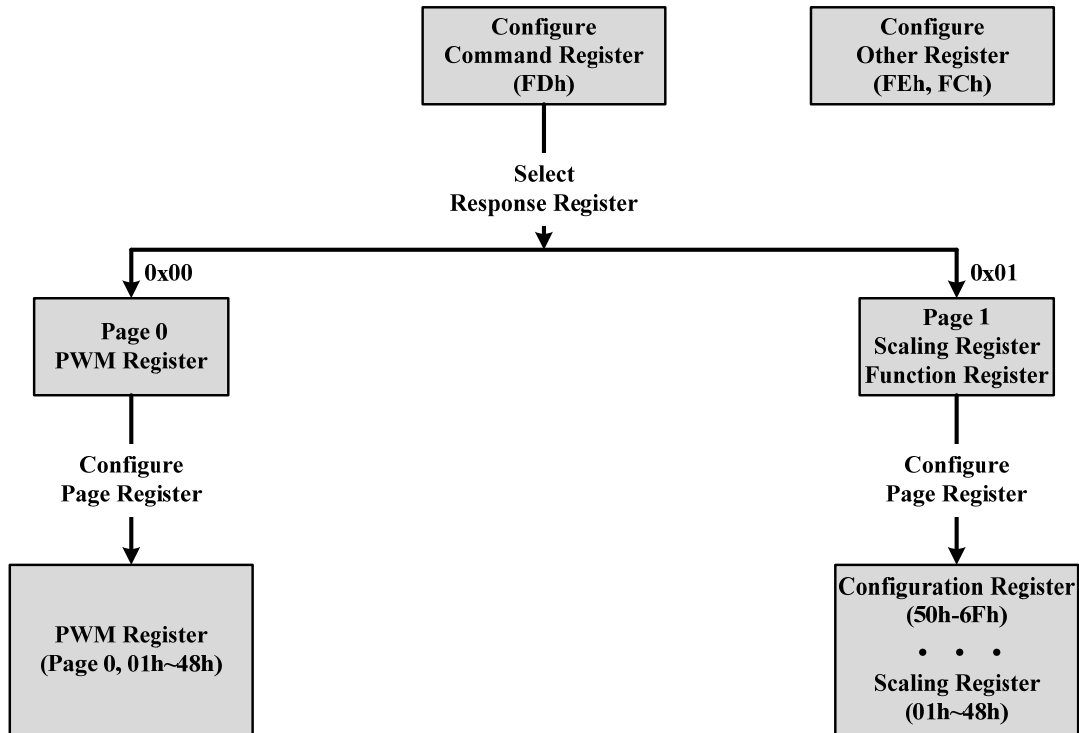 Configure
Command Register
(FDh)
Configure
Other Register
(FEh, FCh)
Select
Response Register
0x00
0x01
Page 0
PWM Register
Page 1
Scaling Register
Function Register
Configure
Page Register
Configure
Page Register
PWM Register
(Page 0, 01h~48h)
Configuration Register
(50h-6Fh)
• • •
Scaling Register
(01h~48h)